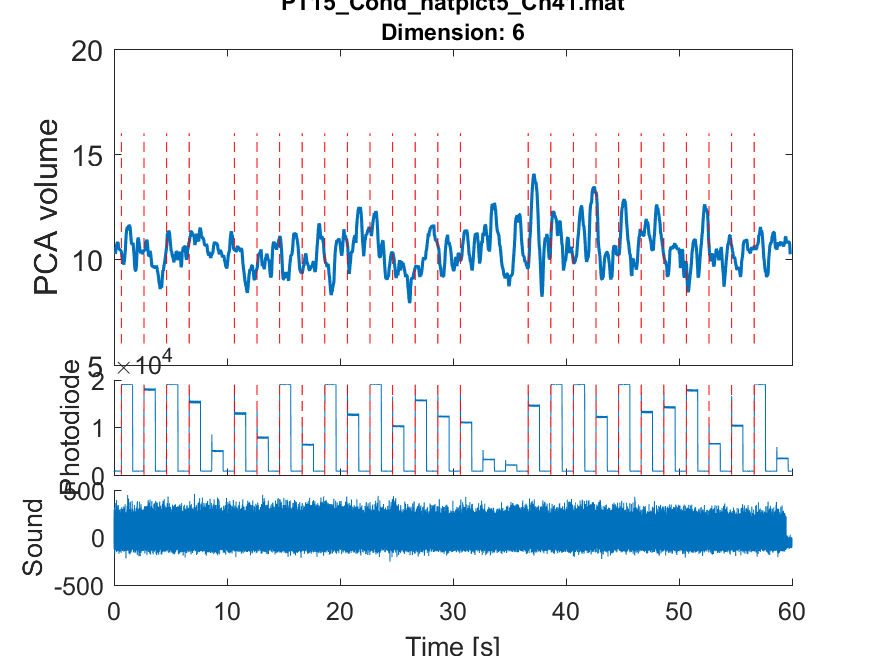 PT15_Cond_natpict5_Ch41.mat
Dimension: 6
20
15
10
5
PCA volume
×10^4
2
1
0
Photodiode
500
0
-500
Sound
0 10 20 30 40 50 60
Time [s]